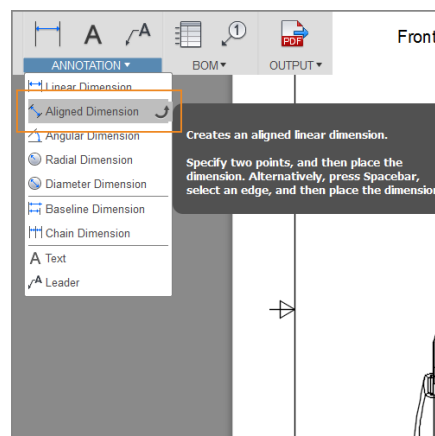 A A 1 PDF Front
ANNOTATION BOM OUTPUT
Linear Dimension
Aligned Dimension
Angular Dimension
Radial Dimension
Diameter Dimension
Baseline Dimension
Chain Dimension
A Text
A Leader
Creates an aligned linear dimension.
Specify two points, and then place the
dimension. Alternatively, press Spacebar,
select an edge, and then place the dimension